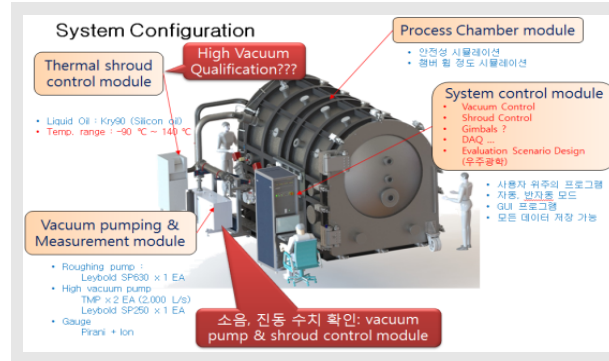 System Configuration
High Vacuum
Qualification???
Thermal shroud
control module
• Liquid Oil : Kry90 (Silicon oil)
• Temp. range : -90 ℃ ~ 140 ℃
Process Chamber module
• 안전성 시뮬레이션
• 챔버 휨 정도 시뮬레이션
System control module
• Vacuum Control
• Shroud Control
• Gimbals ?
• DAQ ...
• Evaluation Scenario Design
(우주광학)
• 사용자 위주의 프로그램
• 자동, 반자동 모드
• GUI 프로그램
• 모든 데이터 저장 가능
Vacuum pumping &
Measurement module
• Roughing pump :
Leybold SP630 x 1 EA
• High vacuum pump
TMP x 2 EA (2,000 L/s)
Leybold SP250 x 1 EA
• Gauge
Pirani + Ion
소음, 진동 수치 확인: vacuum
pump & shroud control module